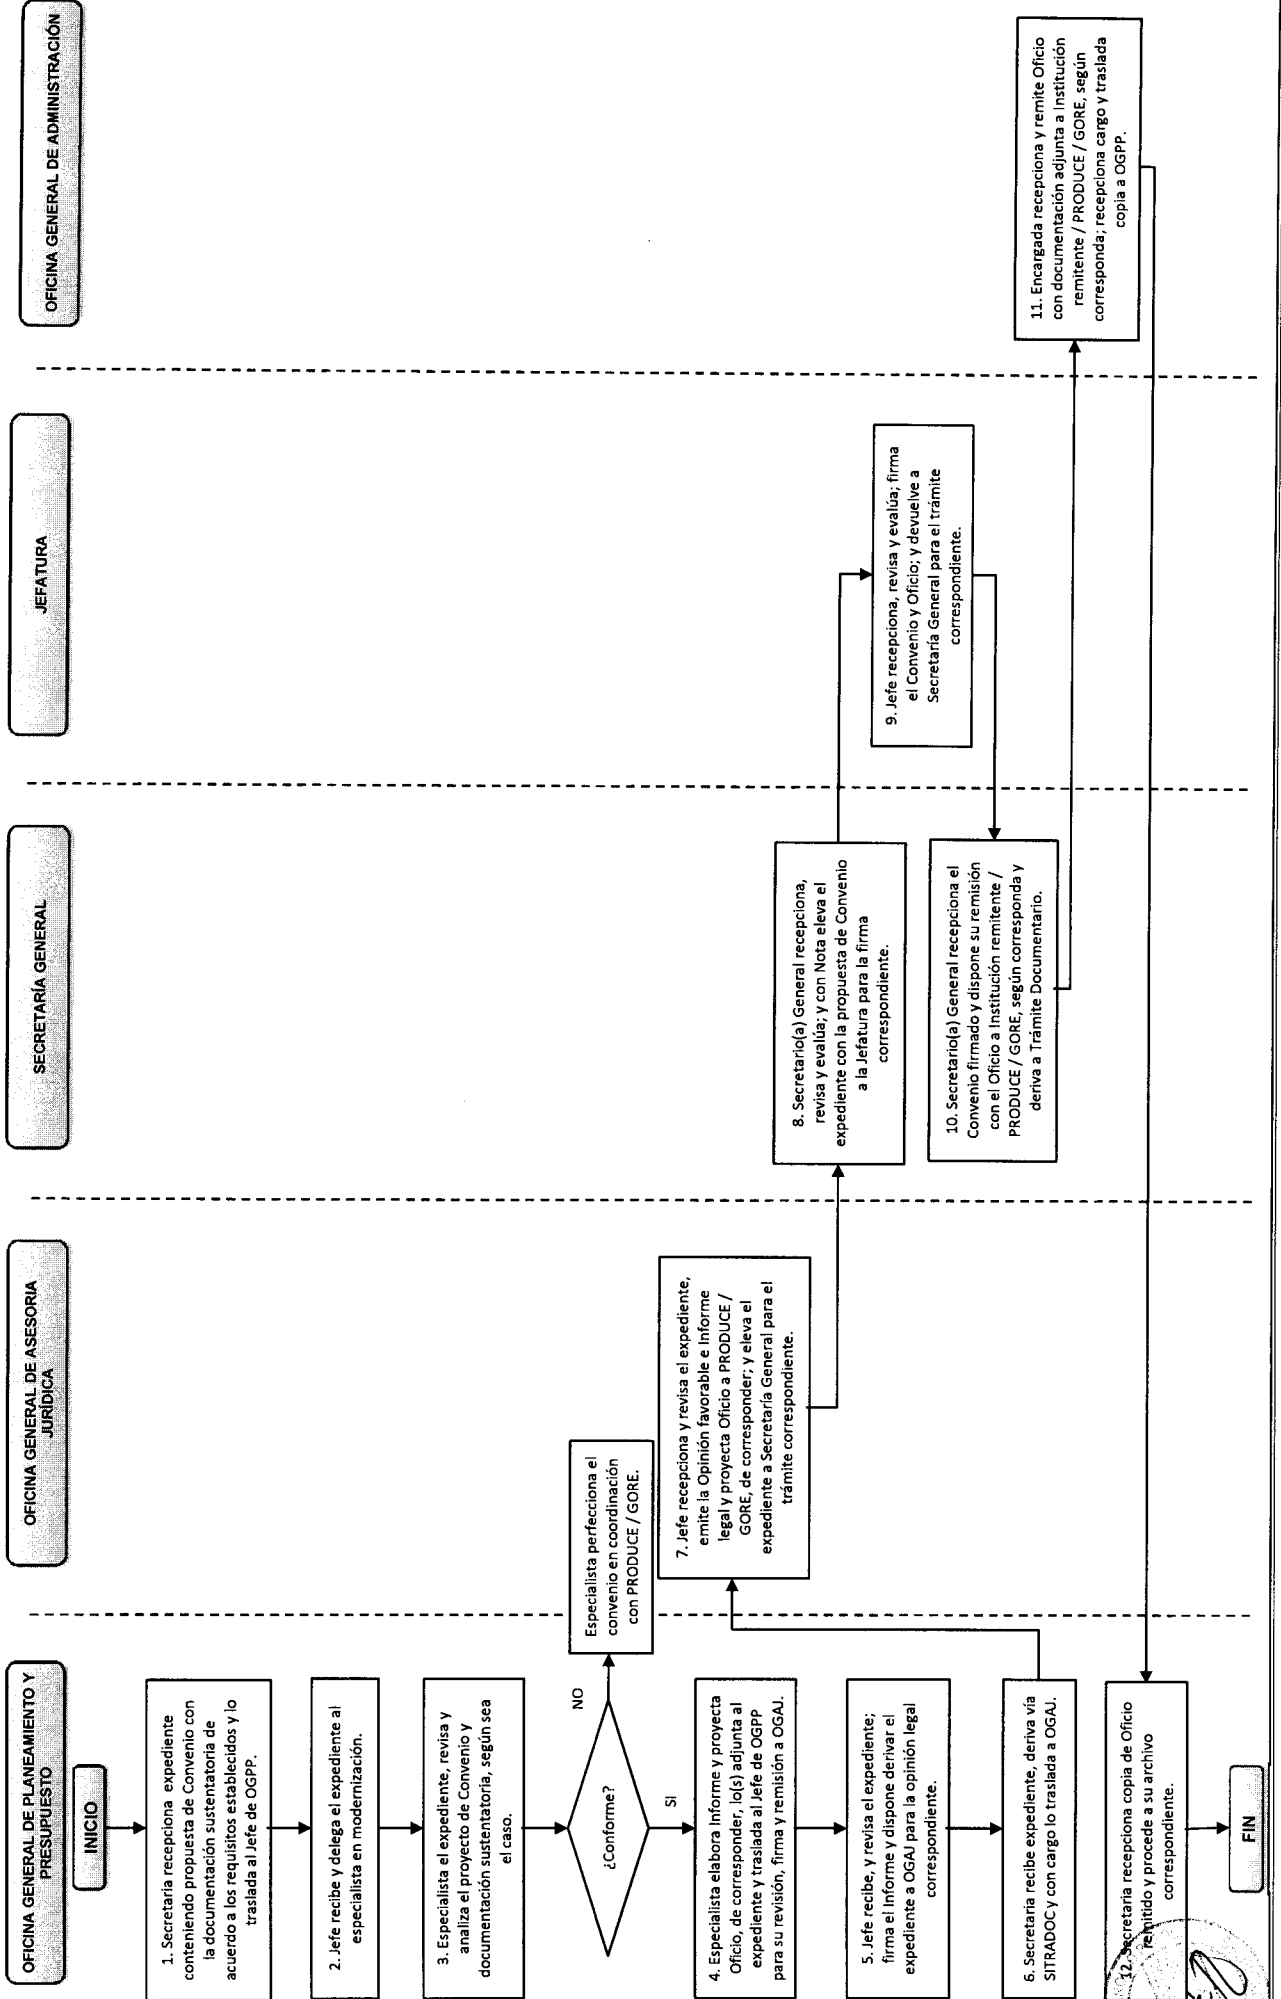 OFICINA GENERAL DE PLANEAMIENTO Y
PRESUPUESTO
OFICINA GENERAL DE ASESORIA
JURÍDICA
SECRETARÍA GENERAL
JEFATURA
OFICINA GENERAL DE ADMINISTRACIÓN
INICIO
1. Secretaria recepciona expediente
conteniendo propuesta de Convenio con
la documentación sustentatoria de
acuerdo a los requisitos establecidos y lo
traslada al Jefe de OGPP.
2. Jefe recibe y delega el expediente al
especialista en modernización.
3. Especialista el expediente, revisa y
analiza el proyecto de Convenio y
documentación sustentatoria, según sea
el caso.
¿Conforme?
NO
Especialista perfecciona el
convenio en coordinación
con PRODUCE / GORE.
SI
4. Especialista elabora Informe y proyecta
Oficio, de corresponder, lo(s) adjunta al
expediente y traslada al Jefe de OGPP
para su revisión, firma y remisión a OGAJ.
5. Jefe recibe, y revisa el expediente;
firma el Informe y dispone derivar el
expediente a OGAJ para la opinión legal
correspondiente.
6. Secretaria recibe expediente, deriva vía
SITRADOC y con cargo lo traslada a OGAJ.
7. Jefe recepciona y revisa el expediente,
emite la Opinión favorable e Informe
legal y proyecta Oficio a PRODUCE /
GORE, de corresponder; y eleva el
expediente a Secretaría General para el
trámite correspondiente.
8. Secretario(a) General recepciona,
revisa y evalúa; y con Nota eleva el
expediente con la propuesta de Convenio
a la Jefatura para la firma
correspondiente.
9. Jefe recepciona, revisa y evalúa; firma
el Convenio y Oficio; y devuelve a
Secretaría General para el trámite
correspondiente.
10. Secretario(a) General recepciona el
Convenio firmado y dispone su remisión
con el Oficio a Institución remitente /
PRODUCE / GORE, según corresponda y
deriva a Trámite Documentario.
11. Encargada recepciona y remite Oficio
con documentación adjunta a Institución
remitente / PRODUCE / GORE, según
corresponda; recepciona cargo y traslada
copia a OGPP.
12. Secretaria recepciona copia de Oficio
remitido y procede a su archivo
correspondiente.
FIN